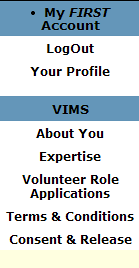 • My FIRST
Account
LogOut
Your Profile
VIMS
About You
Expertise
Volunteer Role
Applications
Terms & Conditions
Consent & Release